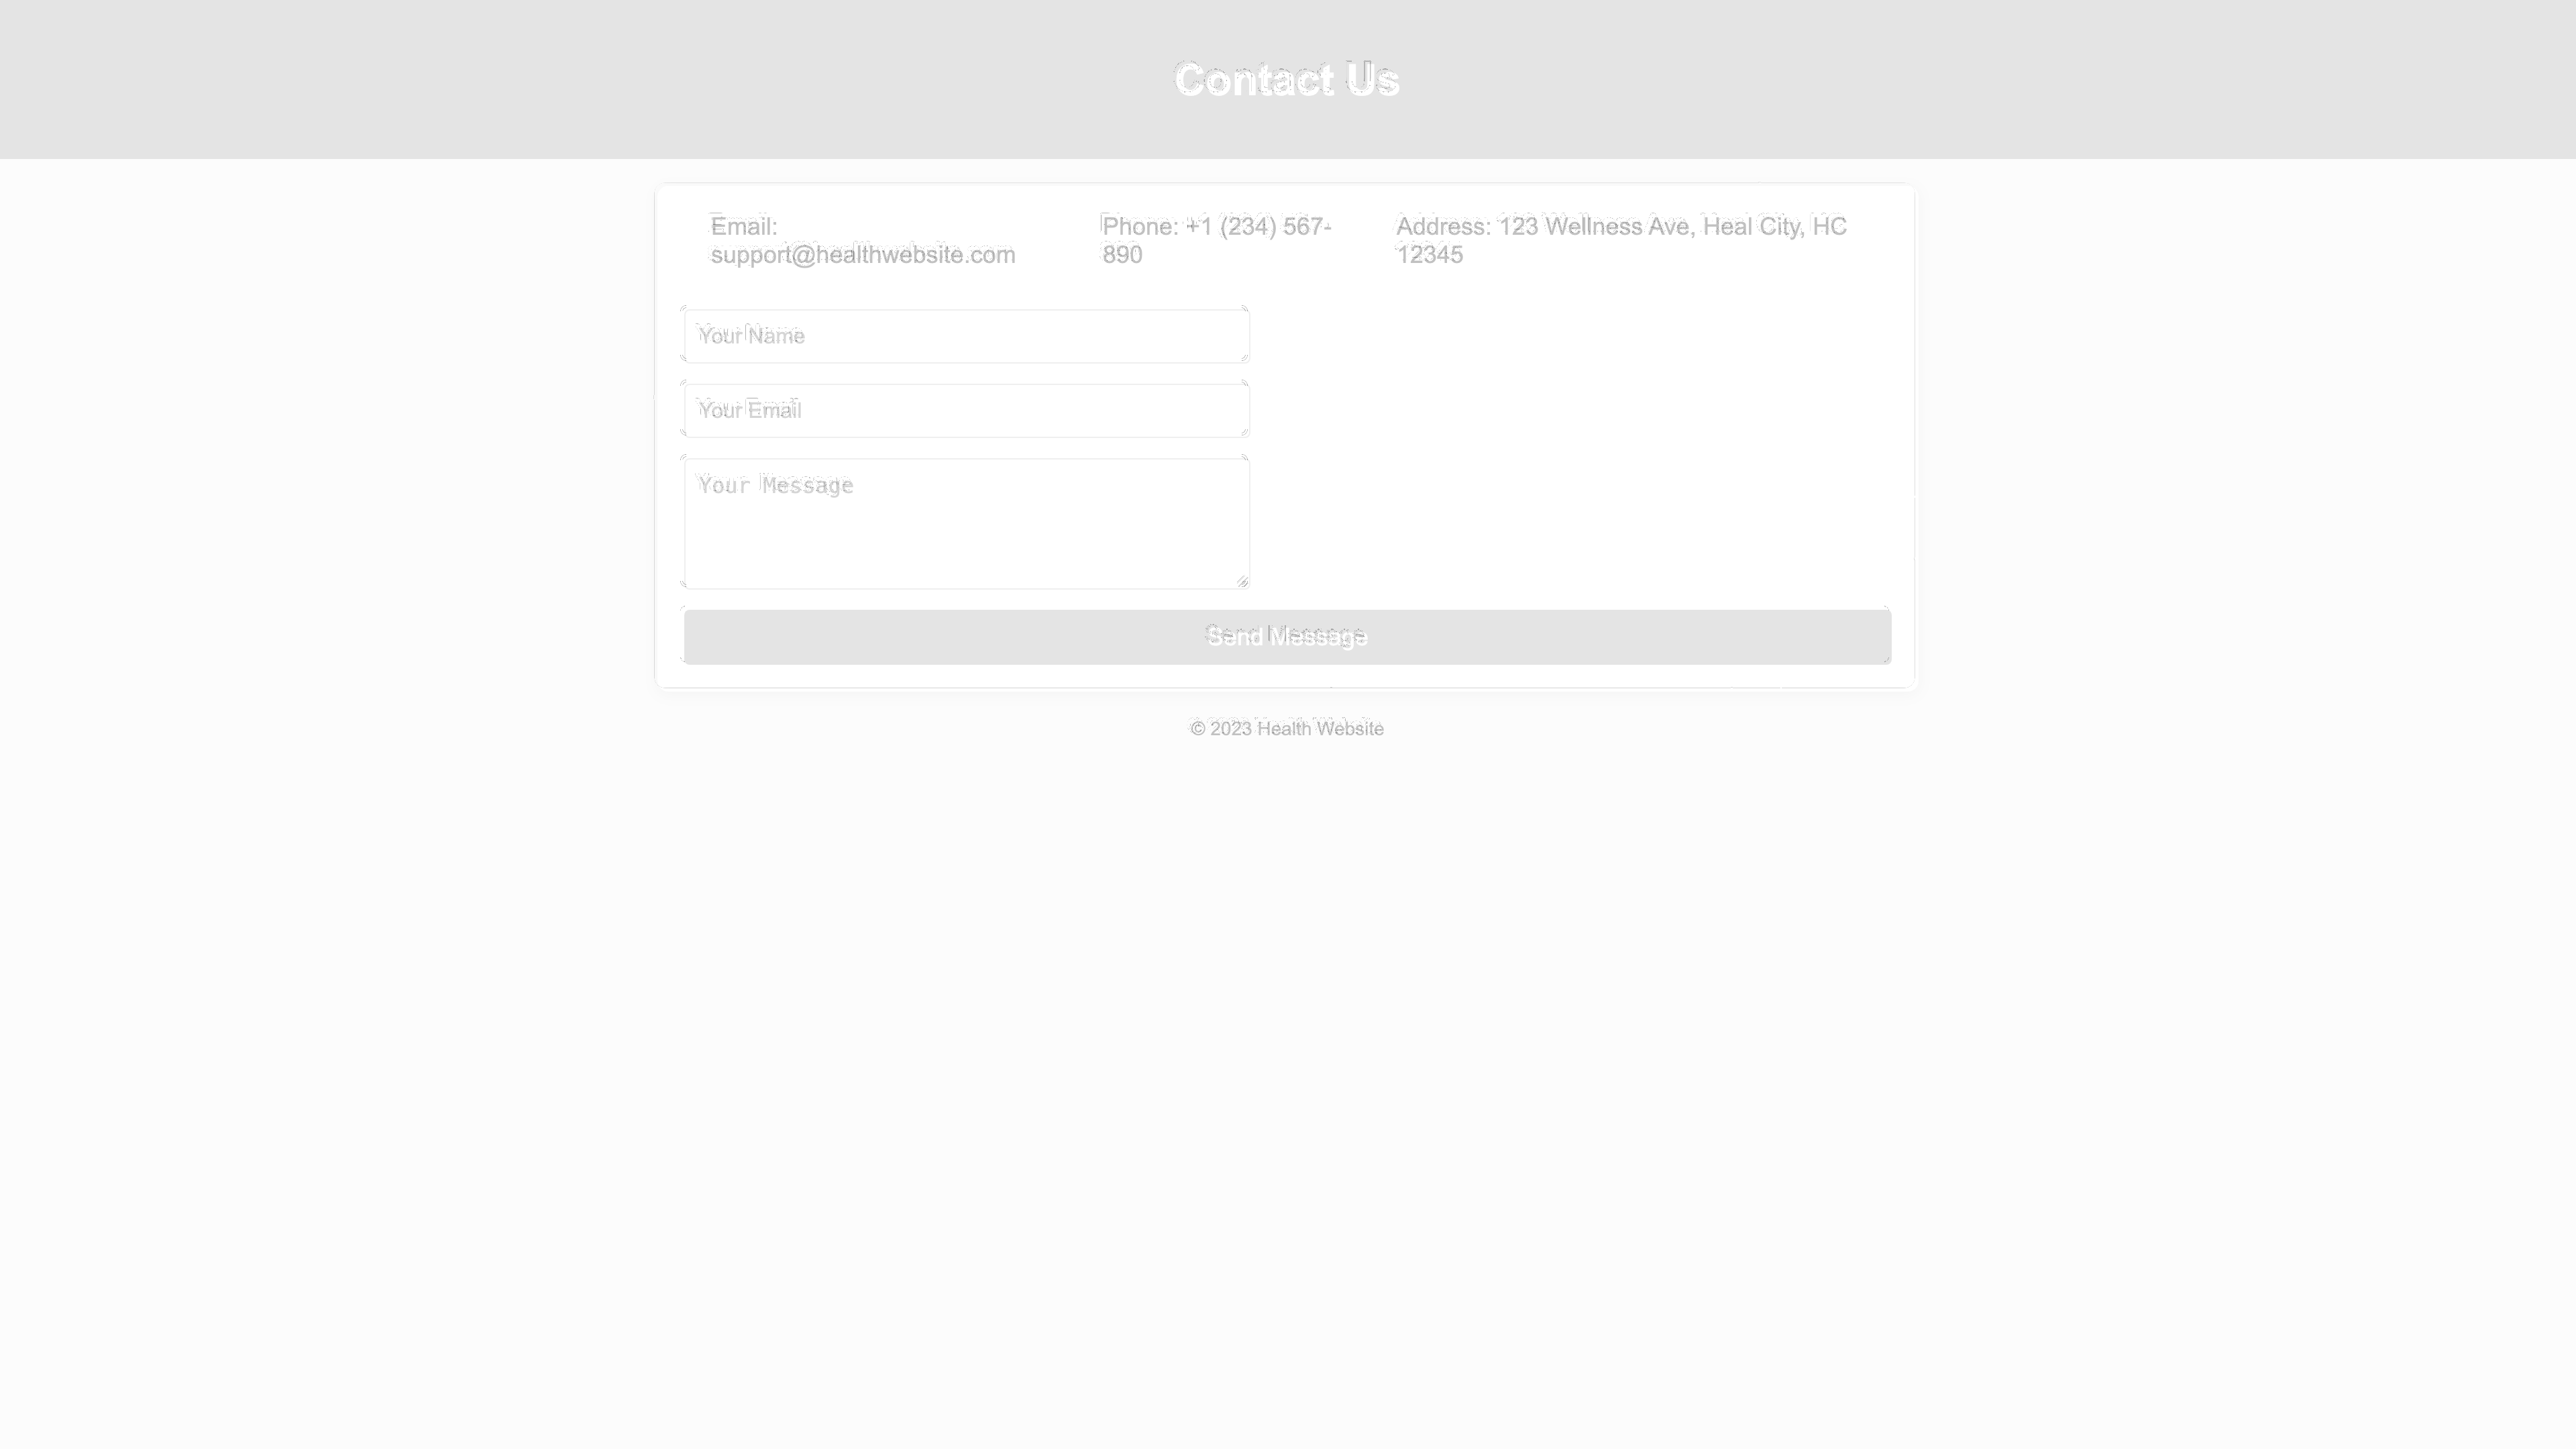 Contact Us
Email:
support@healthwebsite.com
Phone: +1 (234) 567-
890
Address: 123 Wellness Ave, Heal City, HC
12345
Your Name
Your Email
Your Message
Send Message
© 2023 Health Website